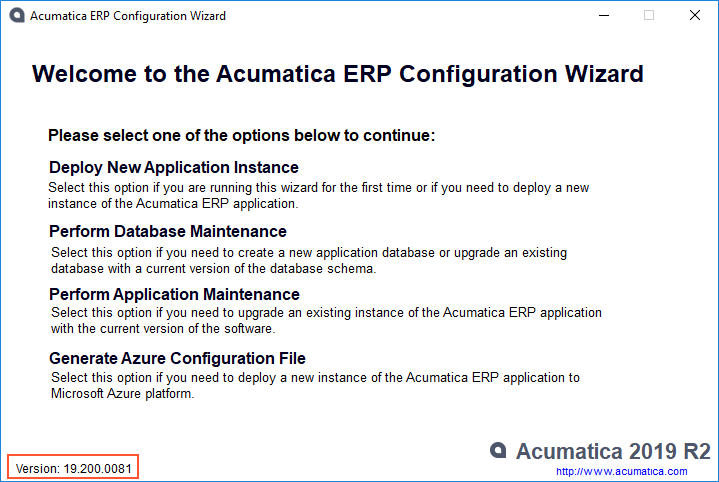 Acumatica ERP Configuration Wizard
Welcome to the Acumatica ERP Configuration Wizard
Please select one of the options below to continue:
Deploy New Application Instance
Select this option if you are running this wizard for the first time or if you need to deploy a new
instance of the Acumatica ERP application.
Perform Database Maintenance
Select this option if you need to create a new application database or upgrade an existing
database with a current version of the database schema.
Perform Application Maintenance
Select this option if you need to upgrade an existing instance of the Acumatica ERP application
with the current version of the software.
Generate Azure Configuration File
Select this option if you need to deploy a new instance of the Acumatica ERP application to
Microsoft Azure platform.
Acumatica 2019 R2
Version: 19.200.0081
http://www.acumatica.com